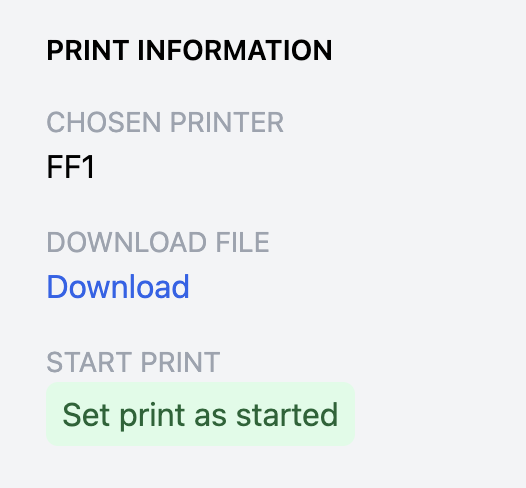 PRINT INFORMATION
CHOSEN PRINTER
FF1
DOWNLOAD FILE
Download
START PRINT
Set print as started